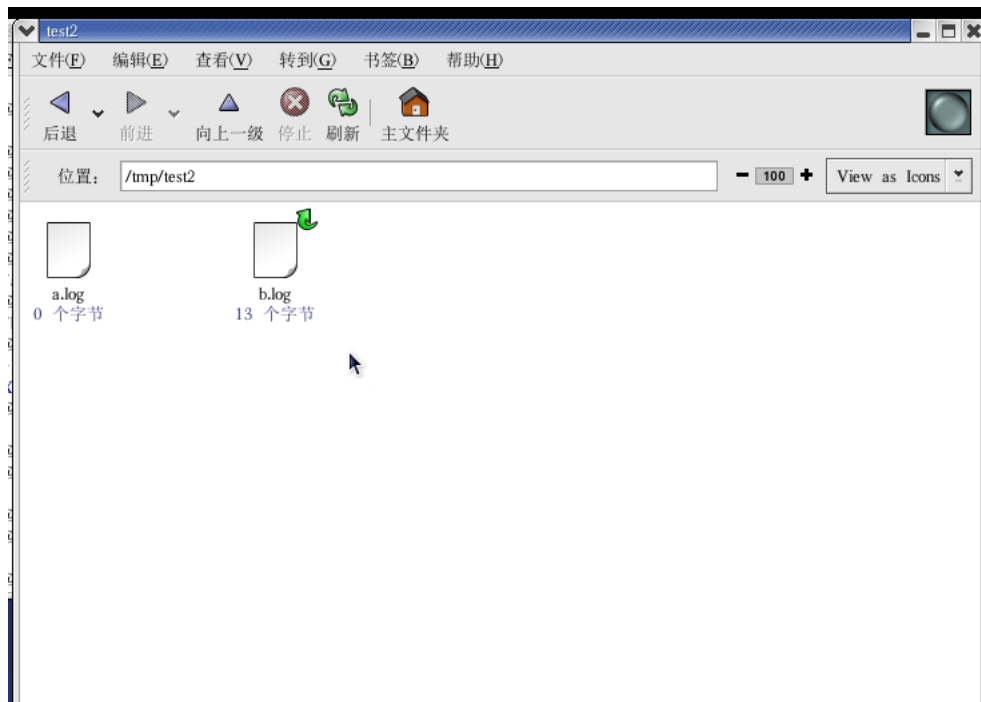 test2
文件(F) 编辑(E) 查看(V) 转到(G) 书签(B) 帮助(H)
后退 前进 向上一级 停止 刷新 主文件夹
位置: /tmp/test2 100 View as Icons
a.log b.log
0 个字节 13 个字节